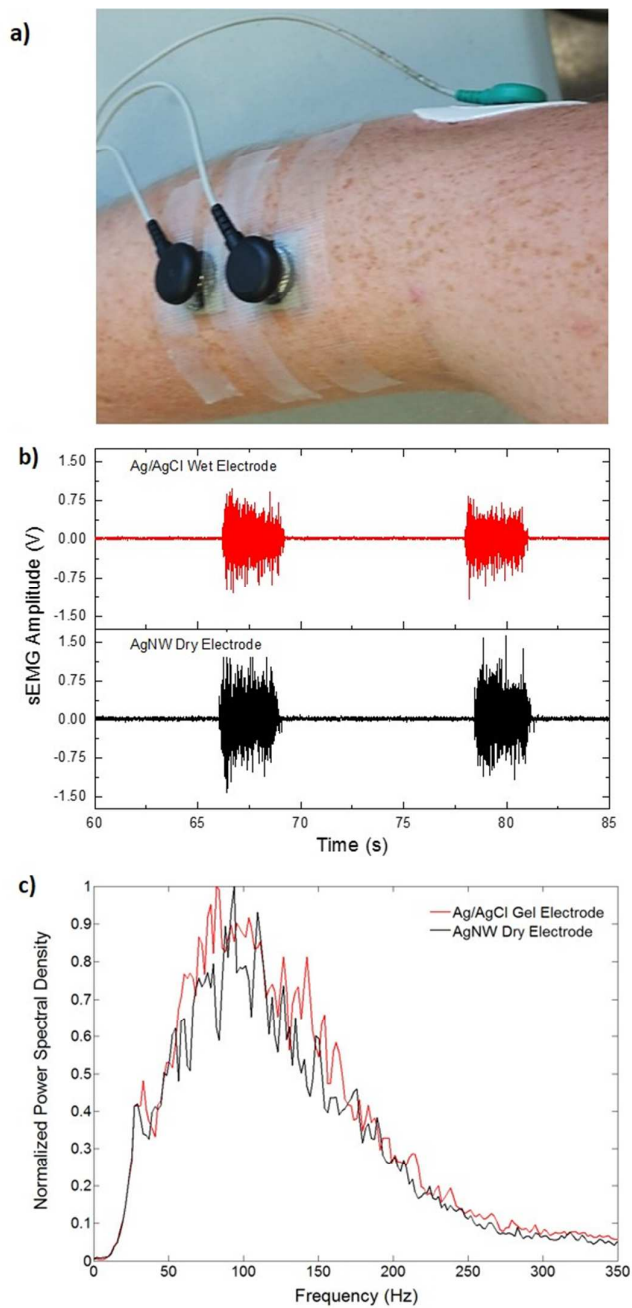 a)
b)
1.50
Ag/AgCl Wet Electrode
0.75
0.00
-0.75
-1.50
1.50
AgNW Dry Electrode
0.75
0.00
-0.75
-1.50
sEMG Amplitude (V)
60 65 70 75 80 85
Time (s)
c)
1
0.9
0.8
0.7
0.6
0.5
0.4
0.3
0.2
0.1
0
Normalized Power Spectral Density
Ag/AgCl Gel Electrode
AgNW Dry Electrode
0 50 100 150 200 250 300 350
Frequency (Hz)